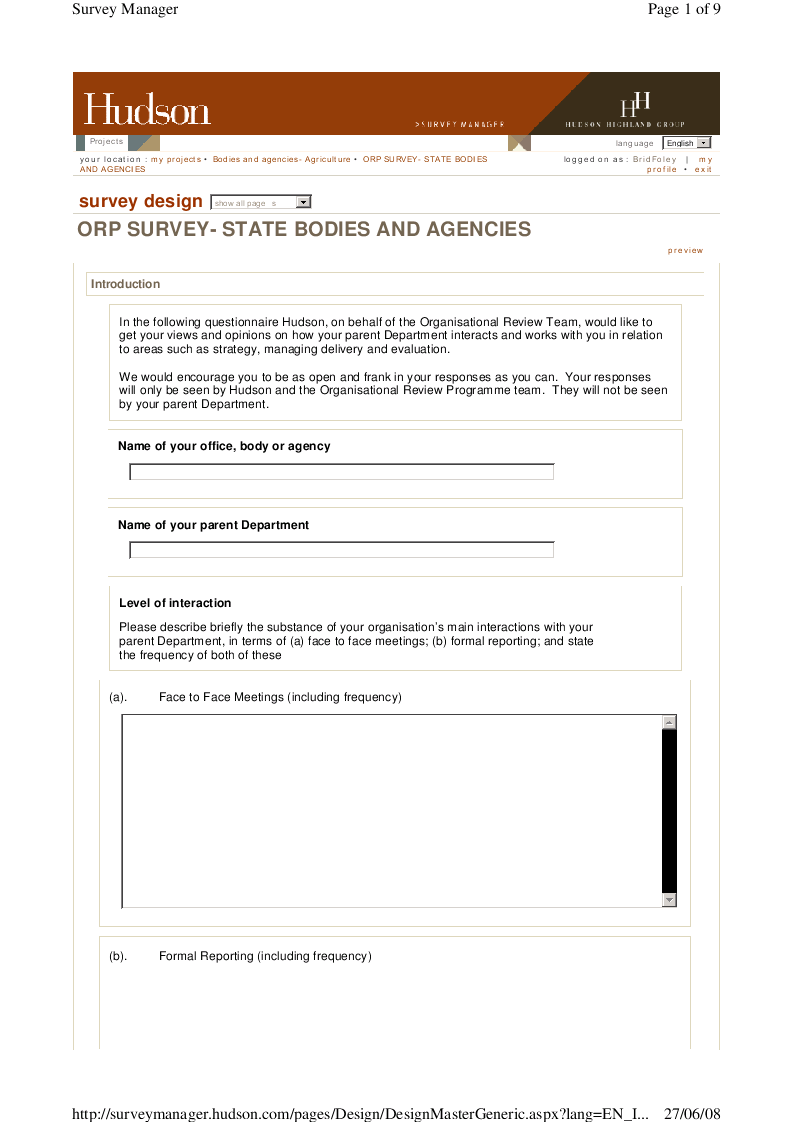 Survey Manager Page 1 of 9
Hudson
>SURVEY MANAGER
HH
HUDSON HIGHLAND GROUP
Projects
language English
your location : my projects • Bodies and agencies- Agriculture • ORP SURVEY- STATE BODIES
AND AGENCIES
logged on as : BridFoley | my
profile • exit
survey design show all page s
ORP SURVEY- STATE BODIES AND AGENCIES
preview
Introduction
In the following questionnaire Hudson, on behalf of the Organisational Review Team, would like to
get your views and opinions on how your parent Department interacts and works with you in relation
to areas such as strategy, managing delivery and evaluation.
We would encourage you to be as open and frank in your responses as you can. Your responses
will only be seen by Hudson and the Organisational Review Programme team. They will not be seen
by your parent Department.
Name of your office, body or agency
Name of your parent Department
Level of interaction
Please describe briefly the substance of your organisation's main interactions with your
parent Department, in terms of (a) face to face meetings; (b) formal reporting; and state
the frequency of both of these
(a). Face to Face Meetings (including frequency)
(b). Formal Reporting (including frequency)
http://surveymanager.hudson.com/pages/Design/DesignMasterGeneric.aspx?lang=EN_I... 27/06/08